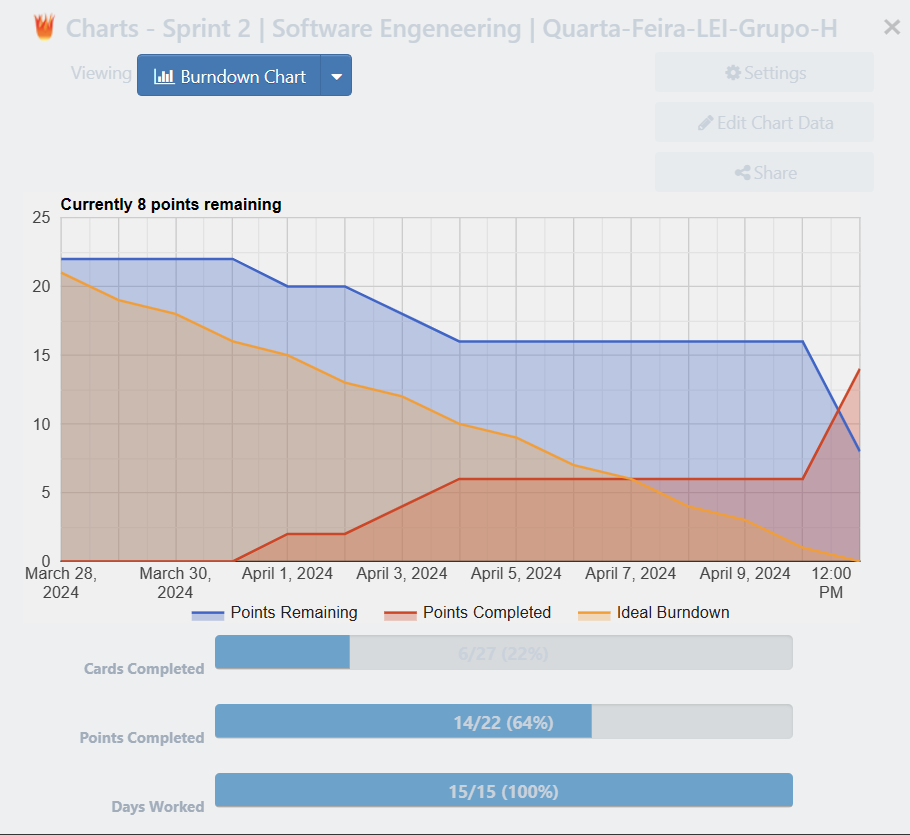 Charts - Sprint 2 | Software Engeneering | Quarta-Feira-LEI-Grupo-H
Viewing Burndown Chart
Settings
Edit Chart Data
Share
Currently 8 points remaining
25
20
15
10
5
0
March 28, 2024
March 30, 2024
April 1, 2024
April 3, 2024
April 5, 2024
April 7, 2024
April 9, 2024
12:00 PM
Points Remaining Points Completed Ideal Burndown
Cards Completed 6/27 (22%)
Points Completed 14/22 (64%)
Days Worked 15/15 (100%)